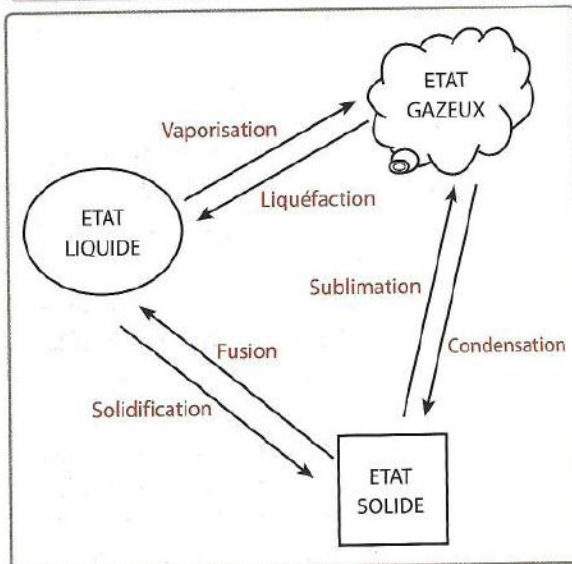 ETAT
GAZEUX
Vaporisation
Liquéfaction
ETAT
LIQUIDE
Sublimation
Condensation
Fusion
Solidification
ETAT
SOLIDE